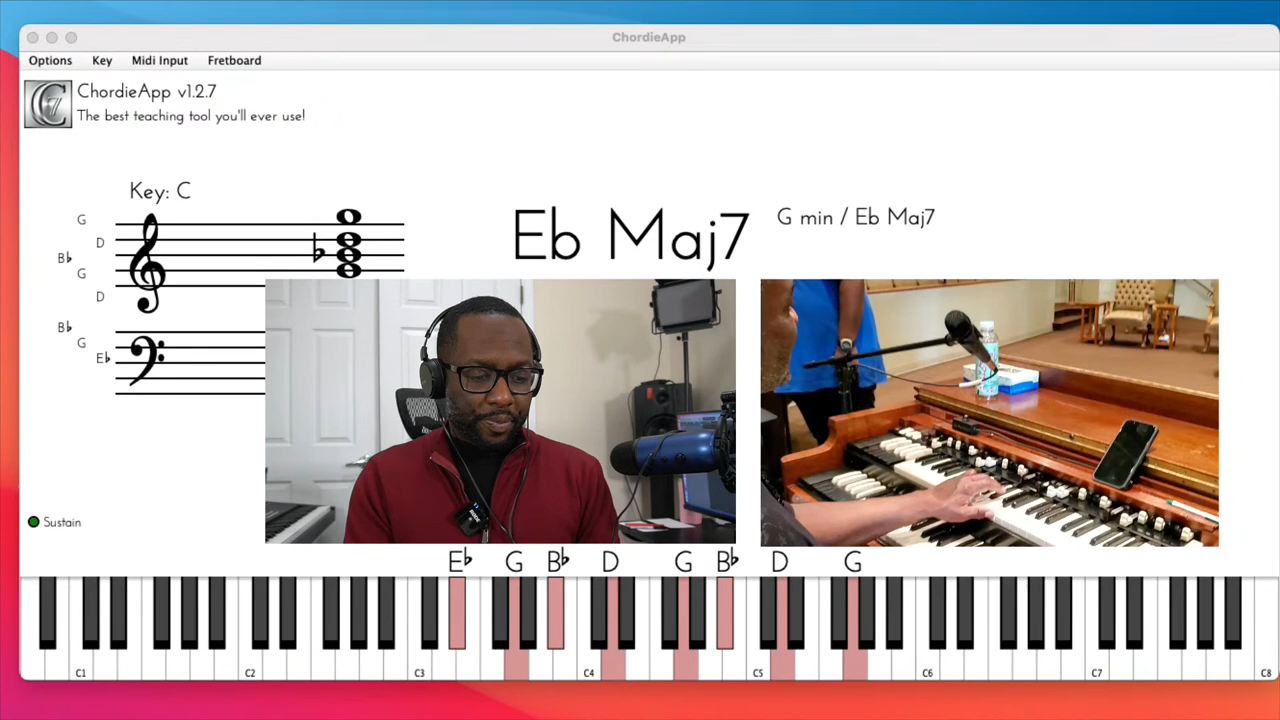 ChordieApp
Options Key Midi Input Fretboard
ChordieApp v1.2.7
The best teaching tool you'll ever use!
Key: C
Eb Maj7
G min / Eb Maj7
G
D
B♭
G
D
B♭
G
E♭
Sustain
E♭ G B♭ D G B♭ D G
C1 C2 C3 C4 C5 C6 C7 C8